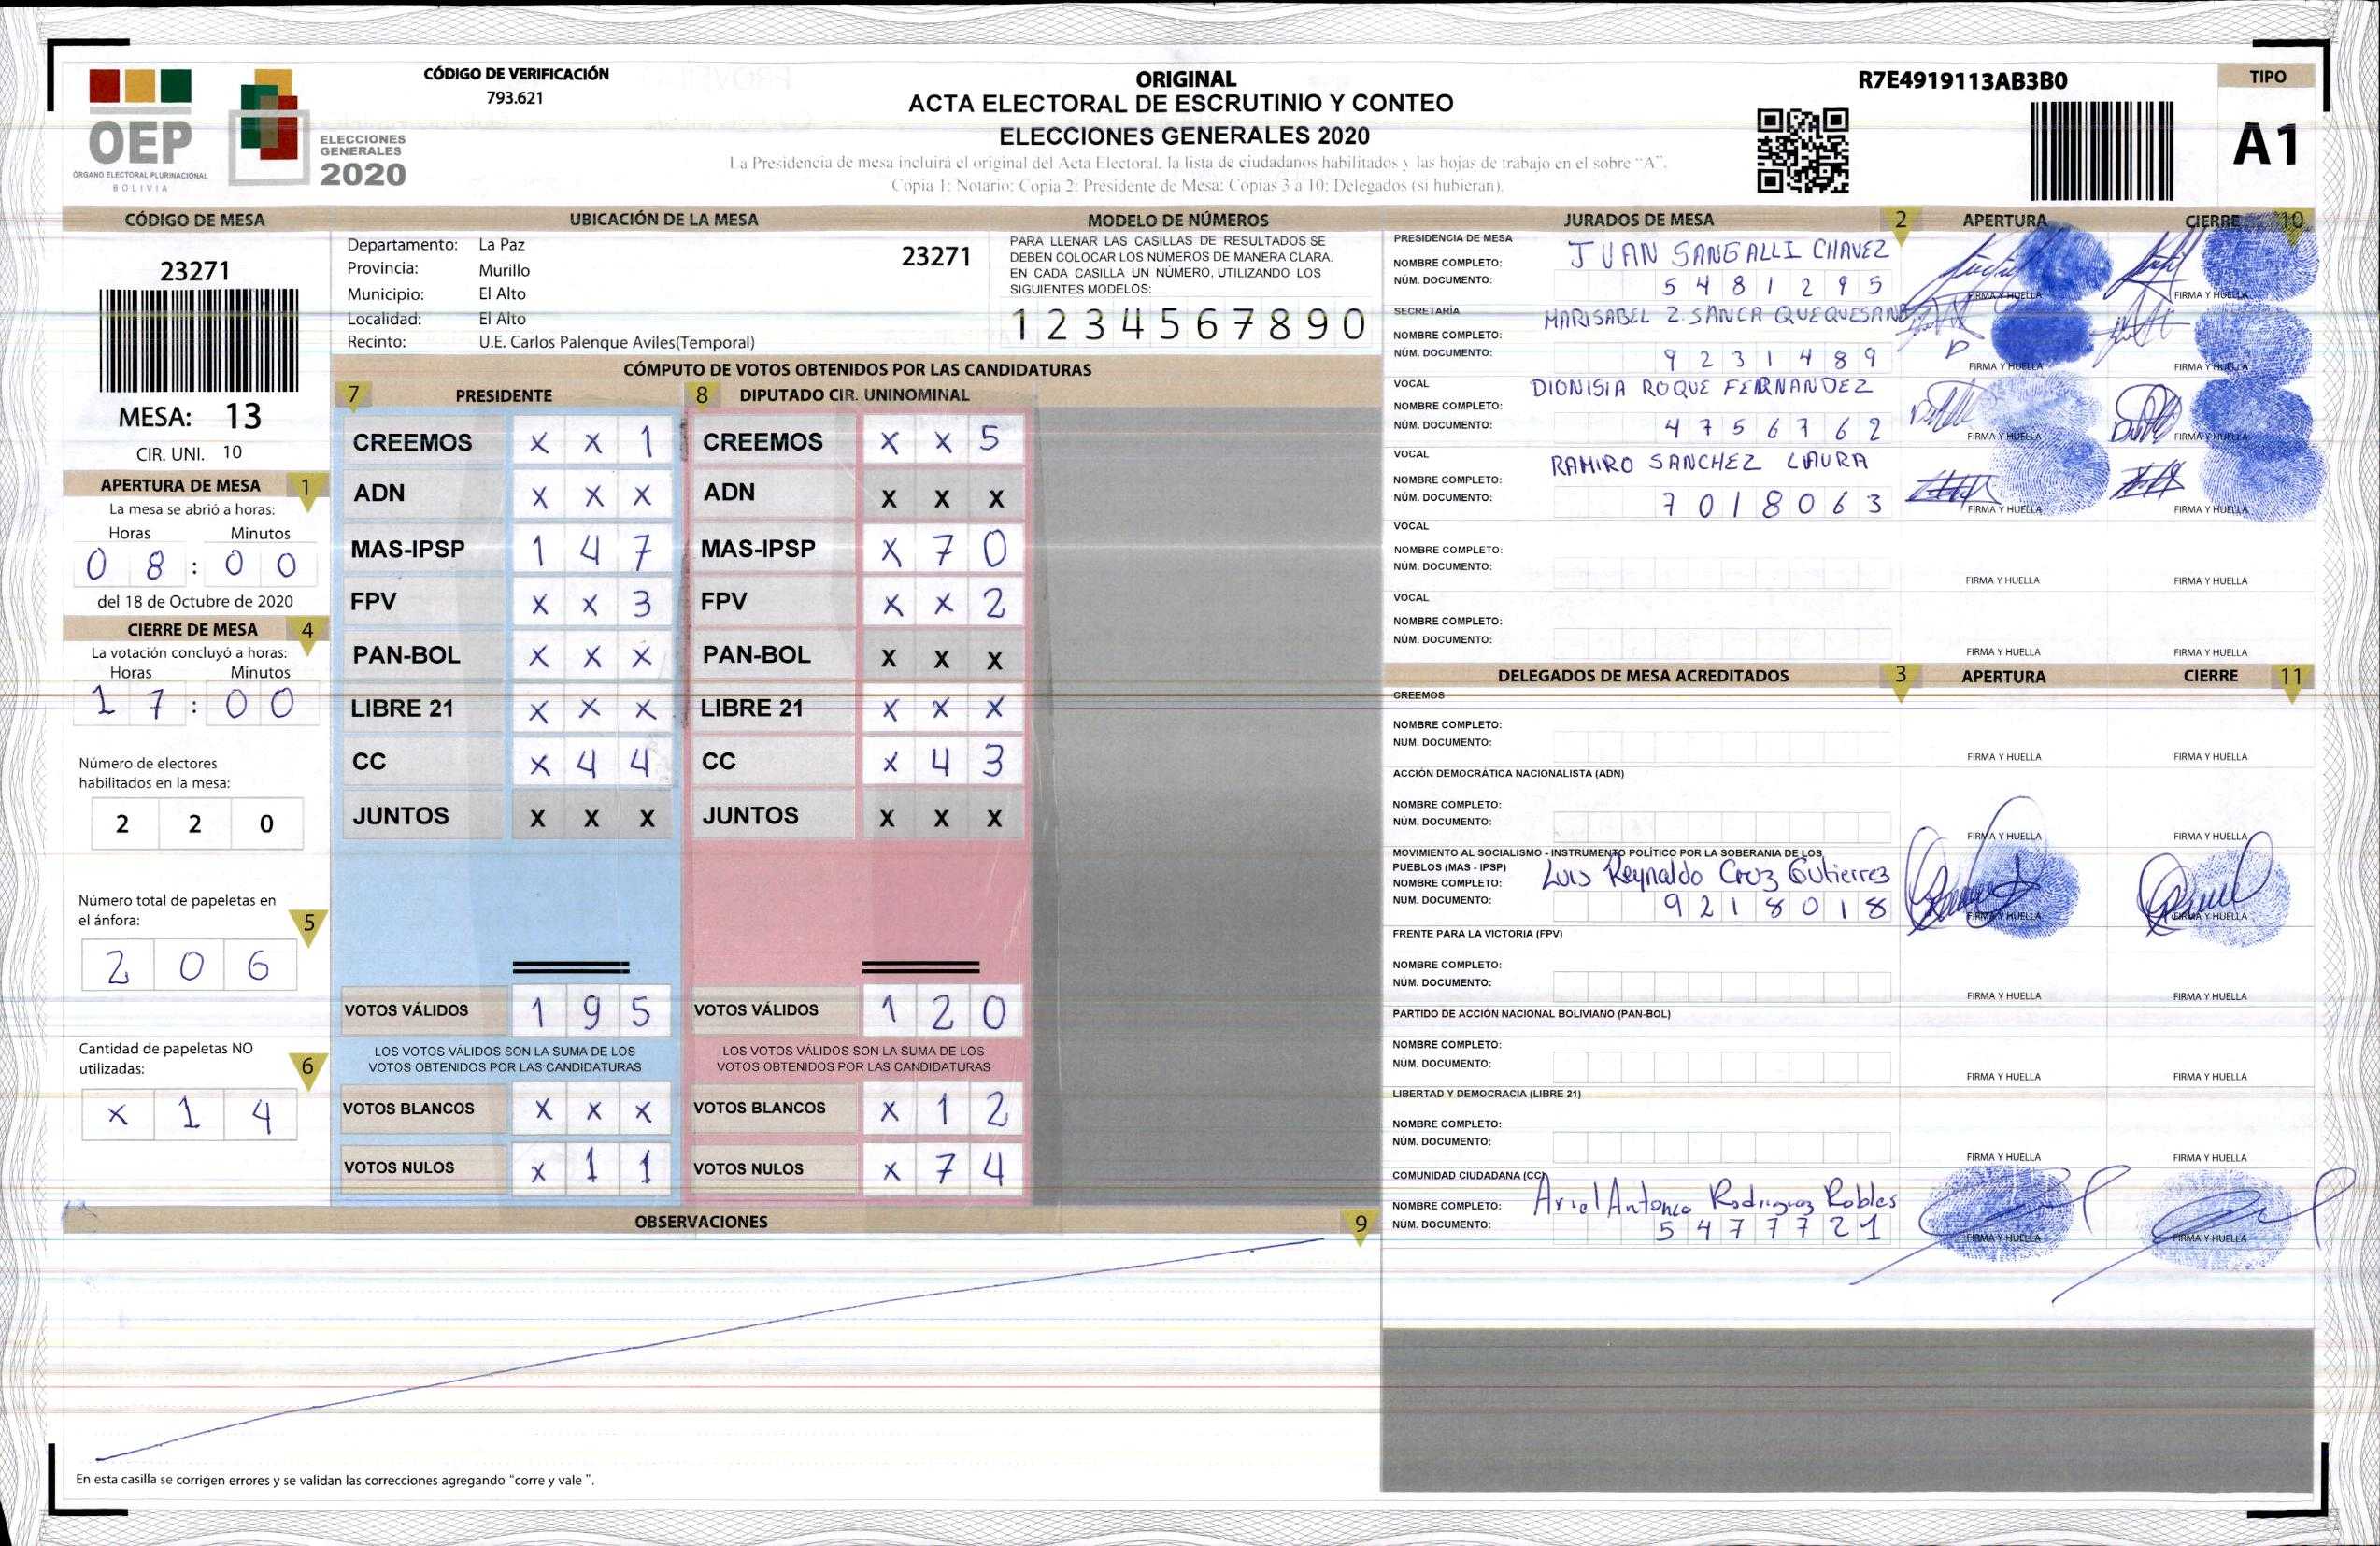 CÓDIGO DE VERIFICACIÓN
793.621
OEP
ÓRGANO ELECTORAL PLURINACIONAL
BOLIVIA
ELECCIONES
GENERALES
2020
ORIGINAL
ACTA ELECTORAL DE ESCRUTINIO Y CONTEO
ELECCIONES GENERALES 2020
La Presidencia de mesa incluirá el original del Acta Electoral, la lista de ciudadanos habilitados y las hojas de trabajo en el sobre “A”.
Copia 1: Notario; Copia 2: Presidente de Mesa; Copias 3 a 10: Delegados (si hubieran).
R7E4919113AB3B0
TIPO
A1
CÓDIGO DE MESA
23271
MESA: 13
CIR. UNI. 10
APERTURA DE MESA 1
La mesa se abrió a horas:
Horas Minutos
0 8 : 0 0
del 18 de Octubre de 2020
CIERRE DE MESA 4
La votación concluyó a horas:
Horas Minutos
1 7 : 0 0
Número de electores
habilitados en la mesa:
2 2 0
Número total de papeletas en
el ánfora: 5
2 0 6
Cantidad de papeletas NO
utilizadas: 6
X 1 4
UBICACIÓN DE LA MESA
Departamento: La Paz
23271
Provincia: Murillo
Municipio: El Alto
Localidad: El Alto
Recinto: U.E. Carlos Palenque Aviles(Temporal)
MODELO DE NÚMEROS
PARA LLENAR LAS CASILLAS DE RESULTADOS SE
DEBEN COLOCAR LOS NÚMEROS DE MANERA CLARA.
EN CADA CASILLA UN NÚMERO, UTILIZANDO LOS
SIGUIENTES MODELOS:
1 2 3 4 5 6 7 8 9 0
CÓMPUTO DE VOTOS OBTENIDOS POR LAS CANDIDATURAS
7 PRESIDENTE
CREEMOS X X 1
ADN X X X
MAS-IPSP 1 4 7
FPV X X 3
PAN-BOL X X X
LIBRE 21 X X X
CC X 4 4
JUNTOS X X X
VOTOS VÁLIDOS 1 9 5
LOS VOTOS VÁLIDOS SON LA SUMA DE LOS
VOTOS OBTENIDOS POR LAS CANDIDATURAS
VOTOS BLANCOS X X X
VOTOS NULOS X 1 1
8 DIPUTADO CIR. UNINOMINAL
CREEMOS X X 5
ADN X X X
MAS-IPSP X 7 0
FPV X X 2
PAN-BOL X X X
LIBRE 21 X X X
CC X 4 3
JUNTOS X X X
VOTOS VÁLIDOS 1 2 0
LOS VOTOS VÁLIDOS SON LA SUMA DE LOS
VOTOS OBTENIDOS POR LAS CANDIDATURAS
VOTOS BLANCOS X 1 2
VOTOS NULOS X 7 4
OBSERVACIONES 9
En esta casilla se corrigen errores y se validan las correcciones agregando “corre y vale ”.
JURADOS DE MESA 2 APERTURA CIERRE 10
PRESIDENCIA DE MESA
NOMBRE COMPLETO: JUAN SANGALLI CHAVEZ
NÚM. DOCUMENTO: 5 4 8 1 2 9 5
FIRMA Y HUELLA FIRMA Y HUELLA
SECRETARÍA
NOMBRE COMPLETO: MARISABEL Z. SANCA QUEQUESANA
NÚM. DOCUMENTO: 9 2 3 1 4 8 9
FIRMA Y HUELLA FIRMA Y HUELLA
VOCAL
NOMBRE COMPLETO: DIONISIA ROQUE FERNANDEZ
NÚM. DOCUMENTO: 4 7 5 6 7 6 2
FIRMA Y HUELLA FIRMA Y HUELLA
VOCAL
NOMBRE COMPLETO: RAMIRO SANCHEZ LAURA
NÚM. DOCUMENTO: 7 0 1 8 0 6 3
FIRMA Y HUELLA FIRMA Y HUELLA
VOCAL
NOMBRE COMPLETO:
NÚM. DOCUMENTO:
FIRMA Y HUELLA FIRMA Y HUELLA
VOCAL
NOMBRE COMPLETO:
NÚM. DOCUMENTO:
FIRMA Y HUELLA FIRMA Y HUELLA
DELEGADOS DE MESA ACREDITADOS 3 APERTURA CIERRE 11
CREEMOS
NOMBRE COMPLETO:
NÚM. DOCUMENTO:
FIRMA Y HUELLA FIRMA Y HUELLA
ACCIÓN DEMOCRÁTICA NACIONALISTA (ADN)
NOMBRE COMPLETO:
NÚM. DOCUMENTO:
FIRMA Y HUELLA FIRMA Y HUELLA
MOVIMIENTO AL SOCIALISMO - INSTRUMENTO POLÍTICO POR LA SOBERANIA DE LOS
PUEBLOS (MAS - IPSP)
NOMBRE COMPLETO: Luis Reynaldo Cruz Gutierrez
NÚM. DOCUMENTO: 9 2 1 8 0 1 8
FIRMA Y HUELLA FIRMA Y HUELLA
FRENTE PARA LA VICTORIA (FPV)
NOMBRE COMPLETO:
NÚM. DOCUMENTO:
FIRMA Y HUELLA FIRMA Y HUELLA
PARTIDO DE ACCIÓN NACIONAL BOLIVIANO (PAN-BOL)
NOMBRE COMPLETO:
NÚM. DOCUMENTO:
FIRMA Y HUELLA FIRMA Y HUELLA
LIBERTAD Y DEMOCRACIA (LIBRE 21)
NOMBRE COMPLETO:
NÚM. DOCUMENTO:
FIRMA Y HUELLA FIRMA Y HUELLA
COMUNIDAD CIUDADANA (CC)
NOMBRE COMPLETO: Ariel Antonio Rodriguez Robles
NÚM. DOCUMENTO: 5 4 7 7 7 2 1
FIRMA Y HUELLA FIRMA Y HUELLA